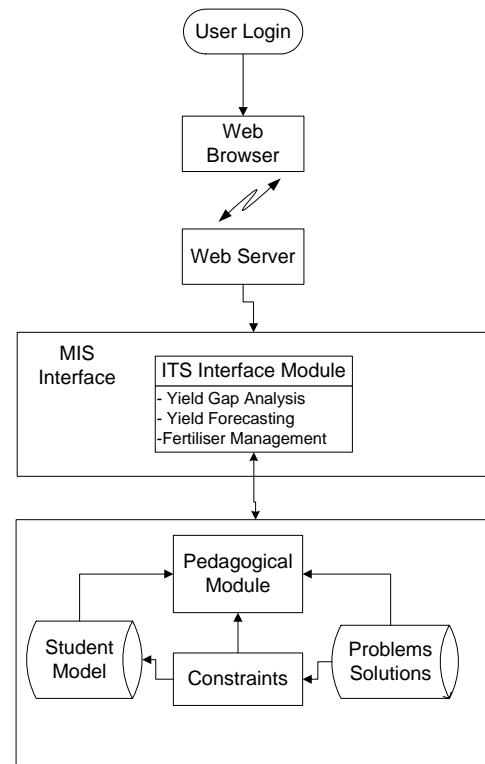 User Login
Web
Browser
Web Server
MIS
Interface
ITS Interface Module
- Yield Gap Analysis
- Yield Forecasting
-Fertiliser Management
Pedagogical
Module
Student
Model
Constraints
Problems
Solutions